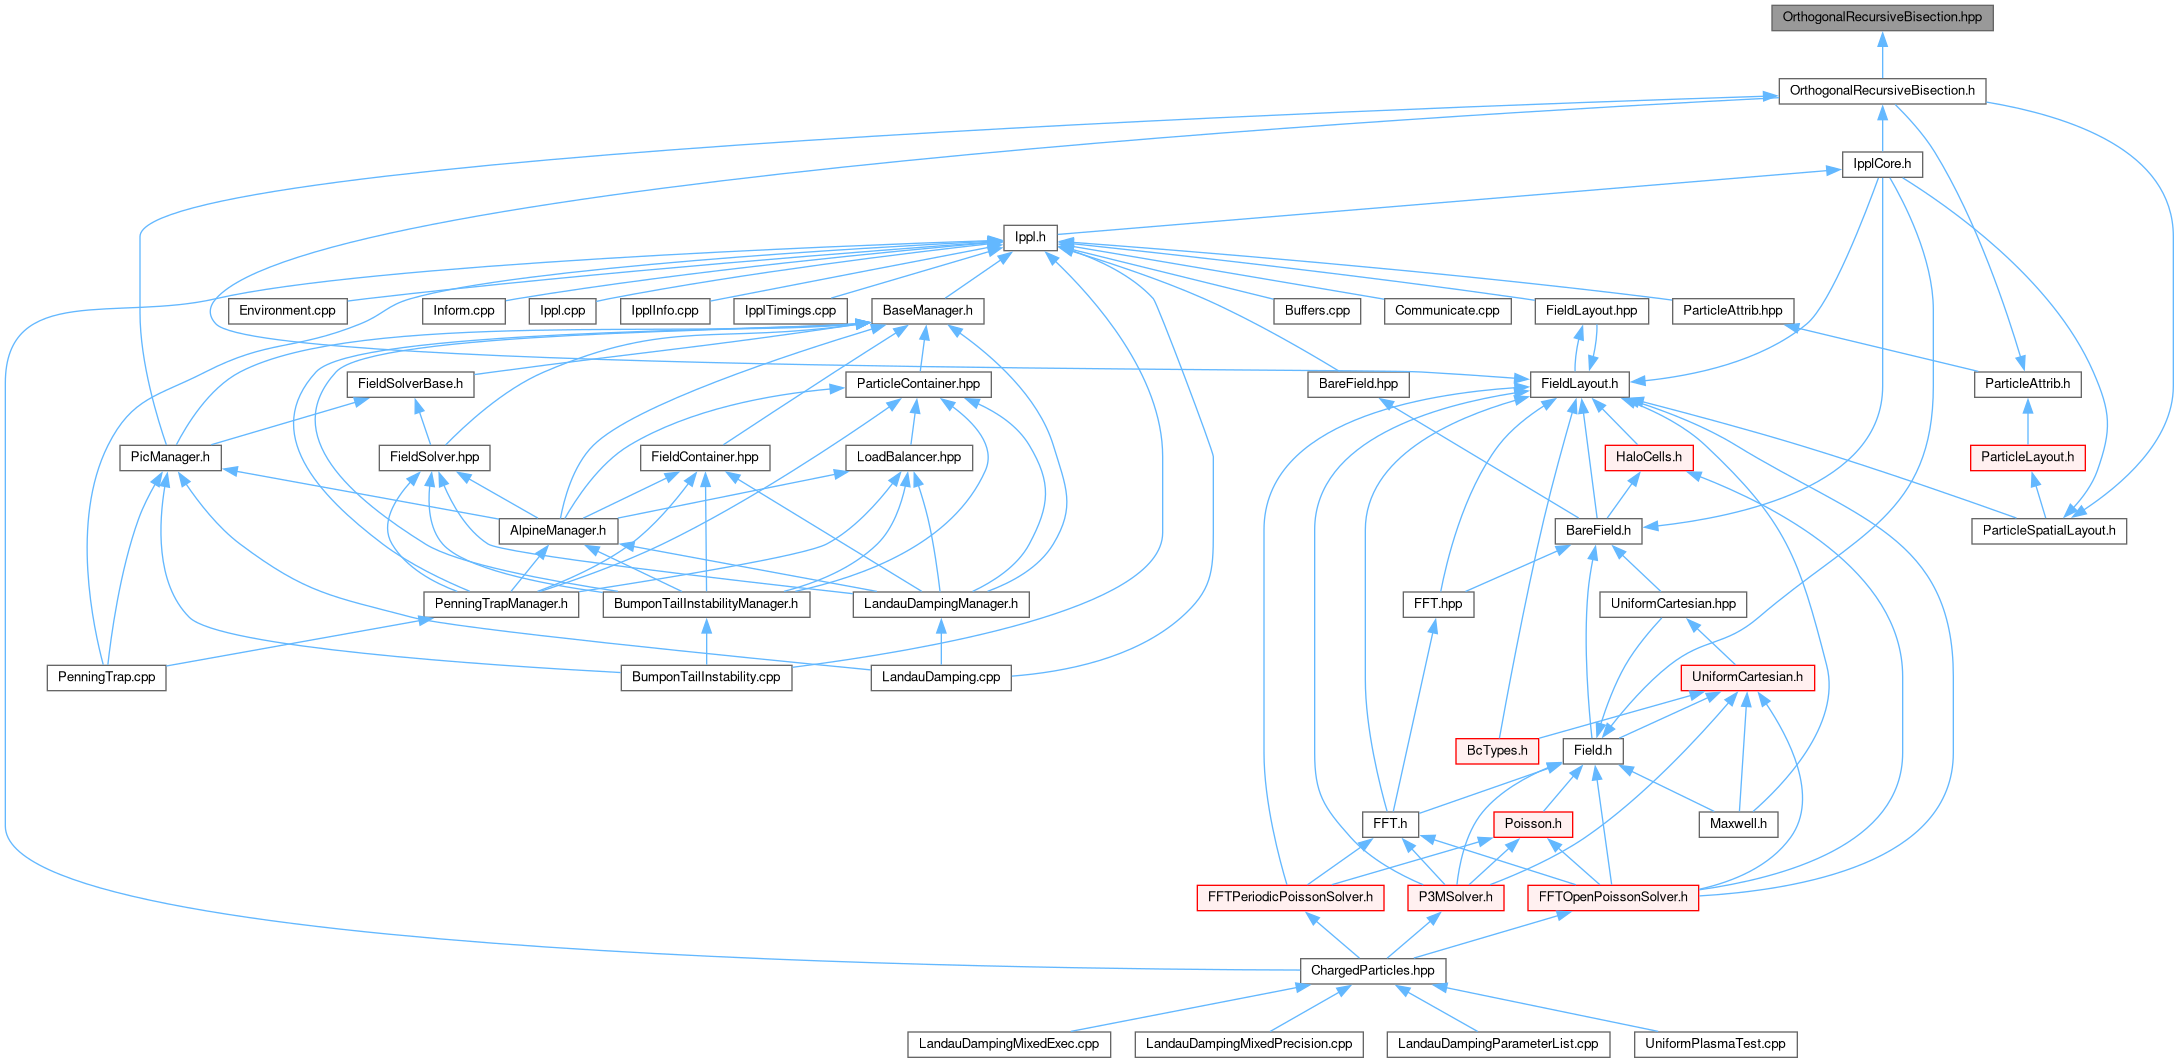 OrthogonalRecursiveBisection.hpp
OrthogonalRecursiveBisection.h
IpplCore.h
Ippl.h
Environment.cpp
Inform.cpp
Ippl.cpp
IpplInfo.cpp
IpplTimings.cpp
BaseManager.h
Buffers.cpp
Communicate.cpp
FieldLayout.hpp
ParticleAttrib.hpp
FieldSolverBase.h
ParticleContainer.hpp
BareField.hpp
FieldLayout.h
ParticleAttrib.h
PicManager.h
FieldSolver.hpp
FieldContainer.hpp
LoadBalancer.hpp
HaloCells.h
ParticleLayout.h
AlpineManager.h
BareField.h
ParticleSpatialLayout.h
PenningTrapManager.h
BumponTailInstabilityManager.h
LandauDampingManager.h
FFT.hpp
UniformCartesian.hpp
PenningTrap.cpp
BumponTailInstability.cpp
LandauDamping.cpp
UniformCartesian.h
BcTypes.h
Field.h
FFT.h
Poisson.h
Maxwell.h
FFTPeriodicPoissonSolver.h
P3MSolver.h
FFTOpenPoissonSolver.h
ChargedParticles.hpp
LandauDampingMixedExec.cpp
LandauDampingMixedPrecision.cpp
LandauDampingParameterList.cpp
UniformPlasmaTest.cpp